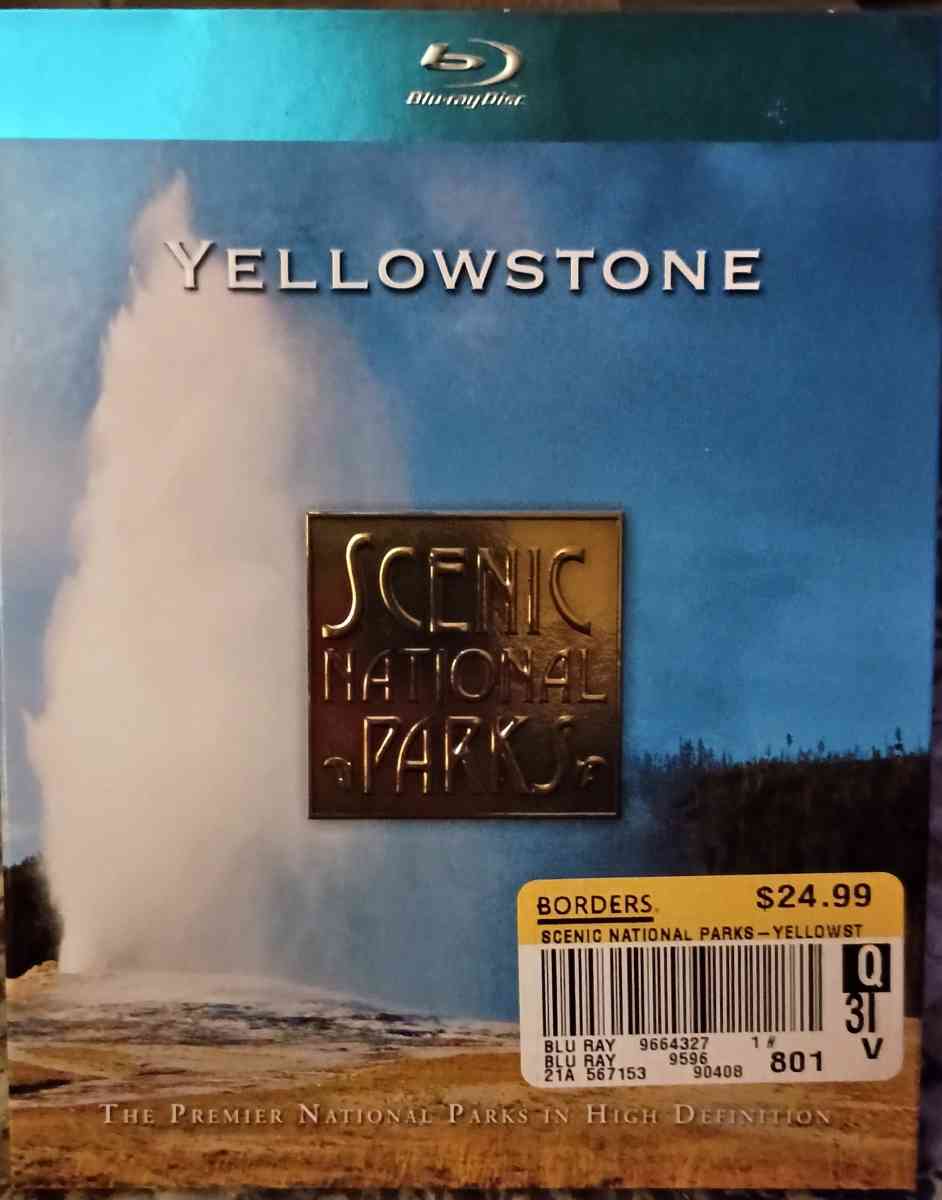 Blu-ray Disc
YELLOWSTONE
SCENIC
NATIONAL
PARKS
BORDERS. $24.99
SCENIC NATIONAL PARKS-YELLOWST
Q
3T
V
BLU RAY 9664327 1#
BLU RAY 9596 801
21A 567153 90408
THE PREMIER NATIONAL PARKS IN HIGH DEFINITION